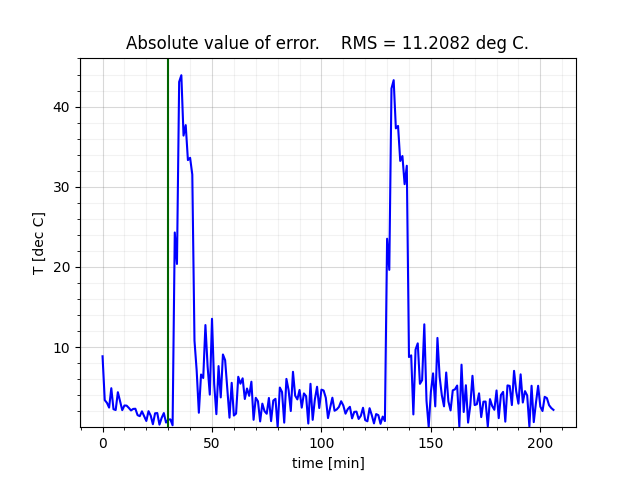 Absolute value of error. RMS = 11.2082 deg C.
40
30
20
10
T [dec C]
0 50 100 150 200
time [min]